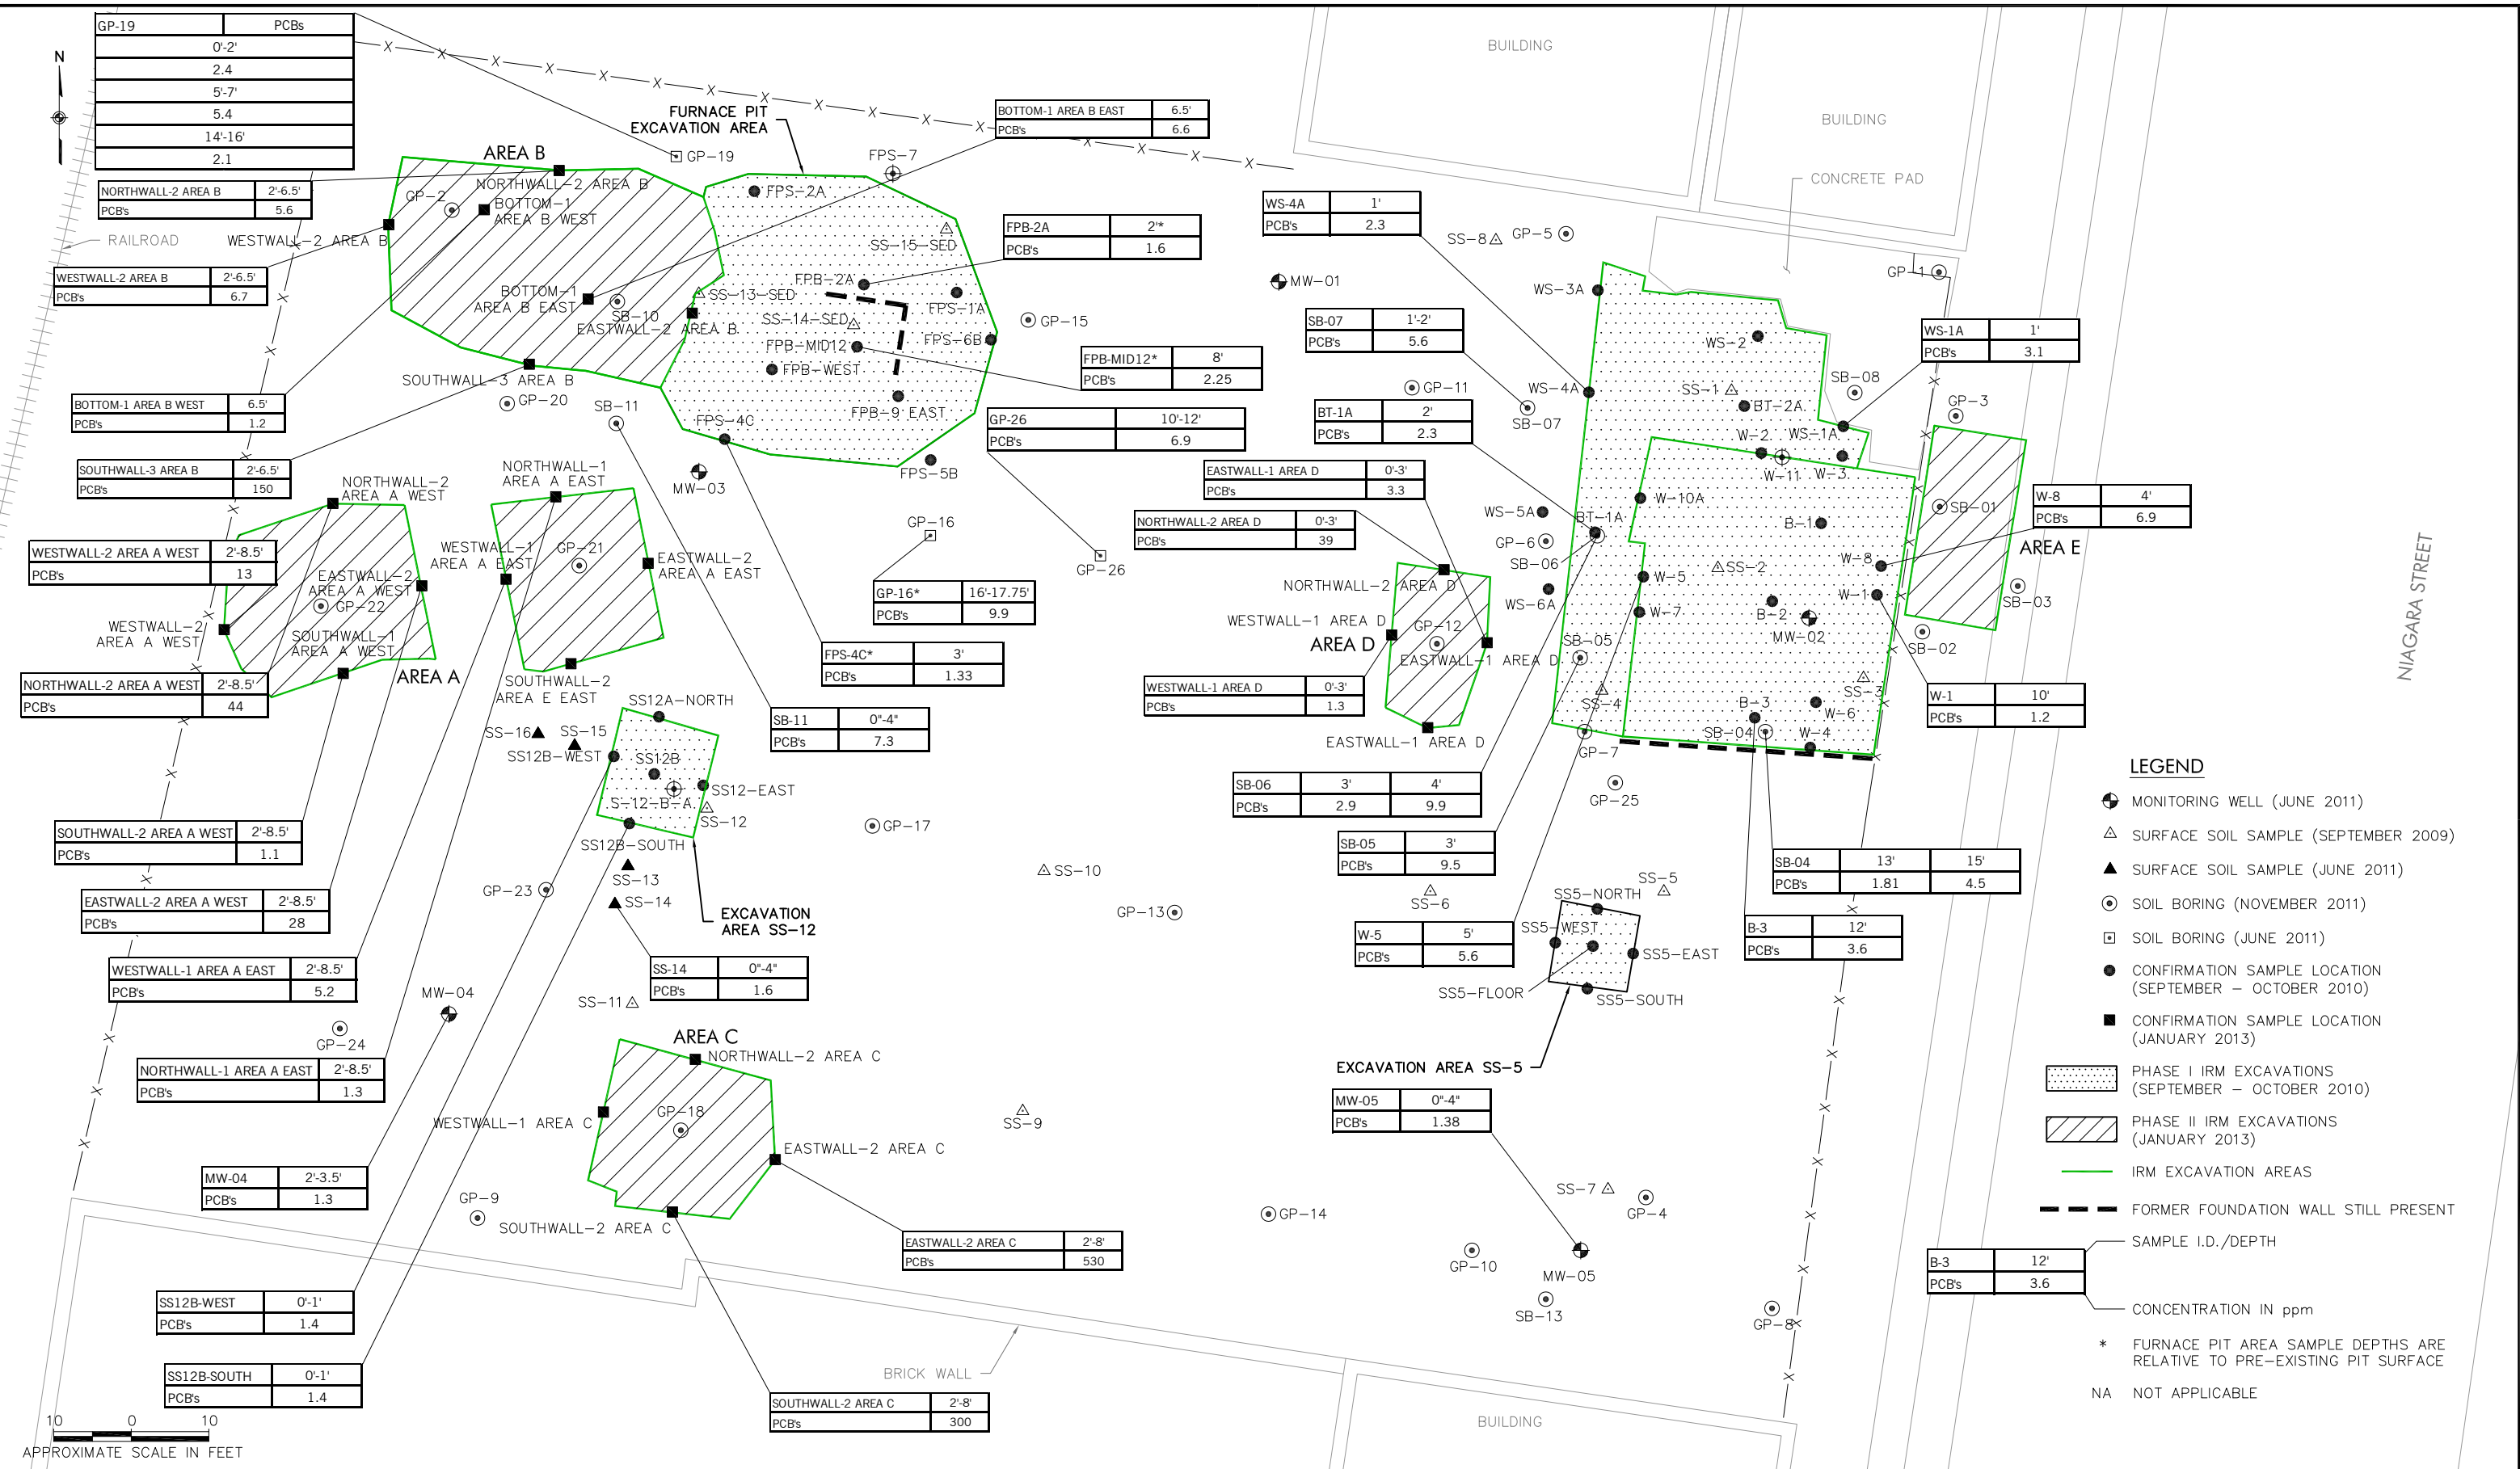 GP-19 PCBs
0'-2'
2.4
5'-7'
5.4
14'-16'
2.1
N
BUILDING
BUILDING
CONCRETE PAD
FURNACE PIT
EXCAVATION AREA
BOTTOM-1 AREA B EAST 6.5'
PCB's 6.6
AREA B
GP-19
FPS-7
NORTHWALL-2 AREA B 2'-6.5'
PCB's 5.6
NORTHWALL-2 AREA B
GP-2
BOTTOM-1
AREA B WEST
FPS-2A
RAILROAD
WESTWALL-2 AREA B
SS-15-SED
FPB-2A 2'*
PCB's 1.6
WS-4A 1'
PCB's 2.3
SS-8
GP-5
MW-01
GP-1
WESTWALL-2 AREA B 2'-6.5'
PCB's 6.7
BOTTOM-1
AREA B EAST
SB-10
EASTWALL-2 AREA B
SS-13-SED
FPB-2A
SS-14-SED
FPS-1A
FPB-MID12
FPS-6B
FPB-WEST
FPB-9 EAST
GP-15
WS-3A
SB-07 1'-2'
PCB's 5.6
WS-2
WS-1A 1'
PCB's 3.1
FPB-MID12* 8'
PCB's 2.25
SOUTHWALL-3 AREA B
GP-20
SB-11
FPS-4C
FPS-5B
BOTTOM-1 AREA B WEST 6.5'
PCB's 1.2
GP-26 10'-12'
PCB's 6.9
GP-11
SB-07
WS-4A
SS-1
BT-2A
SB-08
GP-3
WS-1A
W-2
W-11
W-3
BT-1A 2'
PCB's 2.3
SOUTHWALL-3 AREA B 2'-6.5'
PCB's 150
NORTHWALL-2
AREA A WEST
NORTHWALL-1
AREA A EAST
MW-03
EASTWALL-1 AREA D 0'-3'
PCB's 3.3
NORTHWALL-2 AREA D 0'-3'
PCB's 39
W-8 4'
PCB's 6.9
WS-5A
W-10A
BT-1A
GP-6
SB-06
WS-6A
B-1
SB-01
AREA E
WESTWALL-2 AREA A WEST 2'-8.5'
PCB's 13
WESTWALL-1
AREA A EAST
GP-21
EASTWALL-2
AREA A EAST
EASTWALL-2
AREA A WEST
GP-22
WESTWALL-2
AREA A WEST
SOUTHWALL-1
AREA A WEST
GP-16
GP-26
GP-16* 16'-17.75'
PCB's 9.9
NORTHWALL-2 AREA D
WESTWALL-1 AREA D
AREA D
GP-12
EASTWALL-1 AREA D
EASTWALL-1 AREA D
W-5
W-7
SS-2
W-8
W-1
B-2
MW-02
SB-03
SB-02
SB-05
SS-4
SS-3
B-3
W-6
SB-04
W-4
GP-7
GP-25
NIAGARA STREET
NORTHWALL-2 AREA A WEST 2'-8.5'
PCB's 44
AREA A
SOUTHWALL-2
AREA E EAST
FPS-4C* 3'
PCB's 1.33
WESTWALL-1 AREA D 0'-3'
PCB's 1.3
W-1 10'
PCB's 1.2
SS12A-NORTH
SS-16
SS-15
SS12B-WEST
SS12B
SS12-EAST
S-12-B-A
SS-12
SS12B-SOUTH
SB-11 0"-4"
PCB's 7.3
SB-06 3' 4'
PCB's 2.9 9.9
SOUTHWALL-2 AREA A WEST 2'-8.5'
PCB's 1.1
GP-17
SB-05 3'
PCB's 9.5
SB-04 13' 15'
PCB's 1.81 4.5
SS-13
SS-14
GP-23
SS-10
GP-13
SS-6
SS-5
SS5-NORTH
SS5-WEST
SS5-EAST
SS5-FLOOR
SS5-SOUTH
EASTWALL-2 AREA A WEST 2'-8.5'
PCB's 28
EXCAVATION
AREA SS-12
W-5 5'
PCB's 5.6
B-3 12'
PCB's 3.6
WESTWALL-1 AREA A EAST 2'-8.5'
PCB's 5.2
SS-14 0"-4"
PCB's 1.6
MW-04
GP-24
SS-11
AREA C
NORTHWALL-2 AREA C
NORTHWALL-1 AREA A EAST 2'-8.5'
PCB's 1.3
EXCAVATION AREA SS-5
MW-05 0"-4"
PCB's 1.38
WESTWALL-1 AREA C
GP-18
EASTWALL-2 AREA C
SS-9
MW-04 2'-3.5'
PCB's 1.3
GP-9
SOUTHWALL-2 AREA C
GP-14
SS-7
GP-4
GP-10
MW-05
SB-13
GP-8
EASTWALL-2 AREA C 2'-8'
PCB's 530
SS12B-WEST 0'-1'
PCB's 1.4
SS12B-SOUTH 0'-1'
PCB's 1.4
BRICK WALL
SOUTHWALL-2 AREA C 2'-8'
PCB's 300
BUILDING
10 0 10
APPROXIMATE SCALE IN FEET
LEGEND
MONITORING WELL (JUNE 2011)
SURFACE SOIL SAMPLE (SEPTEMBER 2009)
SURFACE SOIL SAMPLE (JUNE 2011)
SOIL BORING (NOVEMBER 2011)
SOIL BORING (JUNE 2011)
CONFIRMATION SAMPLE LOCATION
(SEPTEMBER - OCTOBER 2010)
CONFIRMATION SAMPLE LOCATION
(JANUARY 2013)
PHASE I IRM EXCAVATIONS
(SEPTEMBER - OCTOBER 2010)
PHASE II IRM EXCAVATIONS
(JANUARY 2013)
IRM EXCAVATION AREAS
FORMER FOUNDATION WALL STILL PRESENT
SAMPLE I.D./DEPTH
B-3 12'
PCB's 3.6
CONCENTRATION IN ppm
* FURNACE PIT AREA SAMPLE DEPTHS ARE
RELATIVE TO PRE-EXISTING PIT SURFACE
NA NOT APPLICABLE